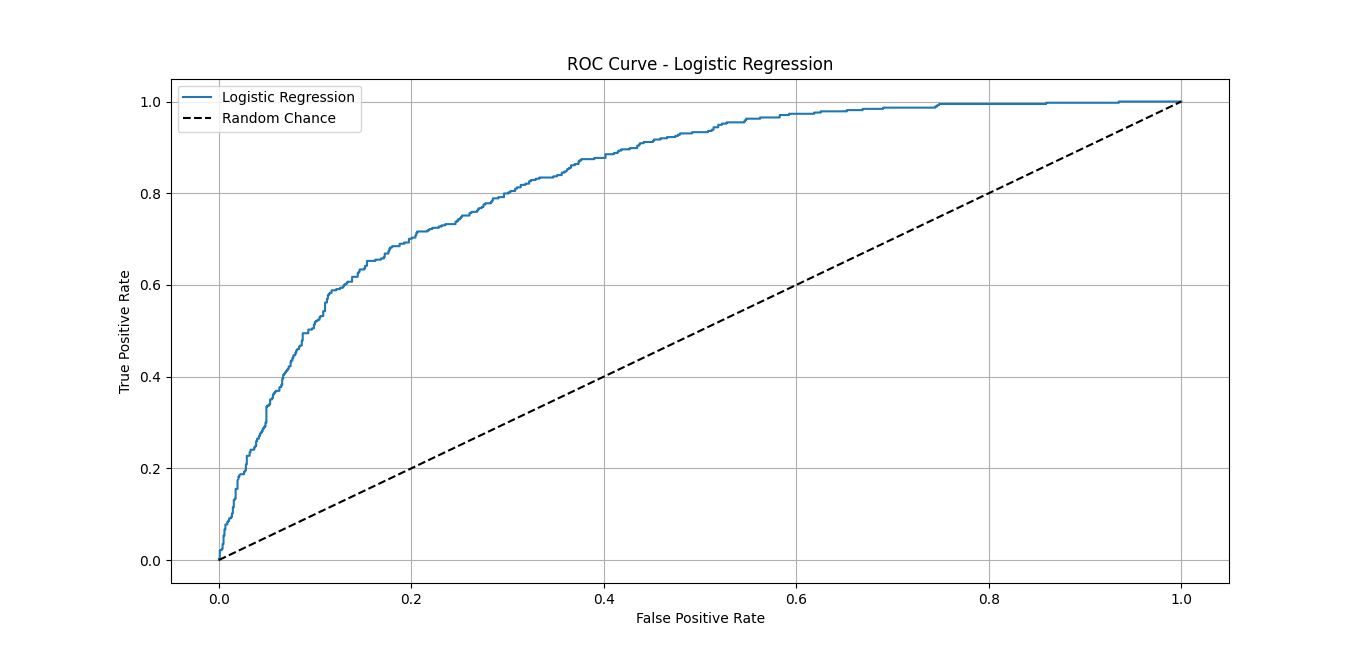 ROC Curve - Logistic Regression
Logistic Regression
Random Chance
1.0
0.8
0.6
0.4
0.2
0.0
True Positive Rate
0.0 0.2 0.4 0.6 0.8 1.0
False Positive Rate